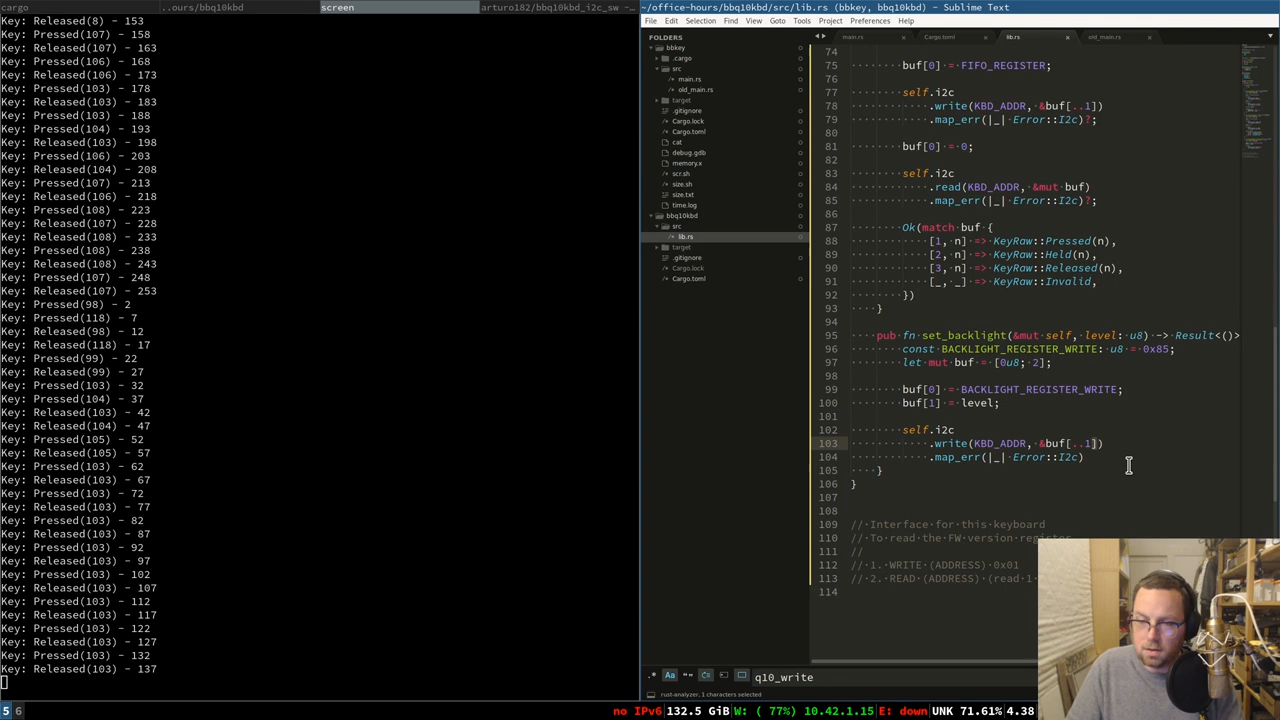 cargo ..ours/bbq10kbd screen arturo182/bbq10kbd_i2c_sw –…
Key: Released(8) - 153
Key: Pressed(107) - 158
Key: Released(107) - 163
Key: Pressed(106) - 168
Key: Released(106) - 173
Key: Pressed(103) - 178
Key: Released(103) - 183
Key: Released(103) - 188
Key: Pressed(104) - 193
Key: Released(103) - 198
Key: Pressed(106) - 203
Key: Released(104) - 208
Key: Pressed(107) - 213
Key: Released(106) - 218
Key: Pressed(108) - 223
Key: Released(107) - 228
Key: Released(108) - 233
Key: Pressed(108) - 238
Key: Released(108) - 243
Key: Pressed(107) - 248
Key: Released(107) - 253
Key: Pressed(98) - 2
Key: Pressed(118) - 7
Key: Released(98) - 12
Key: Released(118) - 17
Key: Pressed(99) - 22
Key: Released(99) - 27
Key: Pressed(103) - 32
Key: Pressed(104) - 37
Key: Released(103) - 42
Key: Released(104) - 47
Key: Pressed(105) - 52
Key: Released(105) - 57
Key: Pressed(103) - 62
Key: Released(103) - 67
Key: Pressed(103) - 72
Key: Released(103) - 77
Key: Pressed(103) - 82
Key: Released(103) - 87
Key: Pressed(103) - 92
Key: Released(103) - 97
Key: Pressed(103) - 102
Key: Released(103) - 107
Key: Pressed(103) - 112
Key: Released(103) - 117
Key: Pressed(103) - 122
Key: Released(103) - 127
Key: Pressed(103) - 132
Key: Released(103) - 137
~/office-hours/bbq10kbd/src/lib.rs (bbkey, bbq10kbd) - Sublime Text
File Edit Selection Find View Goto Tools Project Preferences Help
FOLDERS
bbkey
.cargo
src
main.rs
old_main.rs
target
.gitignore
Cargo.lock
Cargo.toml
cat
debug.gdb
memory.x
scr.sh
size.sh
size.txt
time.log
bbq10kbd
src
lib.rs
target
.gitignore
Cargo.lock
Cargo.toml
main.rs Cargo.toml lib.rs old_main.rs
74
75 buf[0] = FIFO_REGISTER;
76
77 self.i2c
78 .write(KBD_ADDR, &buf[..1])
79 .map_err(|_| Error::I2c)?;
80
81 buf[0] = 0;
82
83 self.i2c
84 .read(KBD_ADDR, &mut buf)
85 .map_err(|_| Error::I2c)?;
86
87 Ok(match buf {
88 [1, n] => KeyRaw::Pressed(n),
89 [2, n] => KeyRaw::Held(n),
90 [3, n] => KeyRaw::Released(n),
91 [_, _] => KeyRaw::Invalid,
92 })
93 }
94
95 pub fn set_backlight(&mut self, level: u8) -> Result<()>
96 const BACKLIGHT_REGISTER_WRITE: u8 = 0x85;
97 let mut buf = [0u8; 2];
98
99 buf[0] = BACKLIGHT_REGISTER_WRITE;
100 buf[1] = level;
101
102 self.i2c
103 .write(KBD_ADDR, &buf[..1])
104 .map_err(|_| Error::I2c)
105 }
106 }
107
108
109 // Interface for this keyboard
110 // To read the FW version register
111 //
112 // 1. WRITE (ADDRESS) 0x01
113 // 2. READ (ADDRESS) (read 1
114
.* Aa q10_write
rust-analyzer, 1 characters selected
5 6 no IPv6 132.5 GiB W: ( 77%) 10.42.1.15 E: down UNK 71.61% 4.38